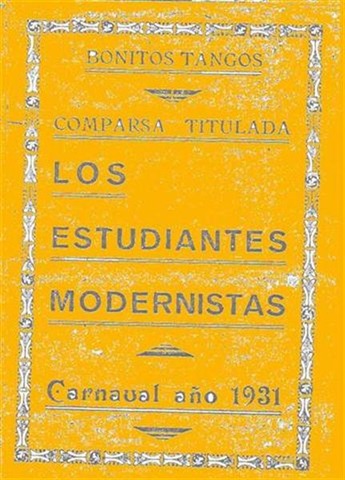 BONITOS TANGOS
COMPARSA TITULADA
LOS
ESTUDIANTES
MODERNISTAS
Carnaval año 1931